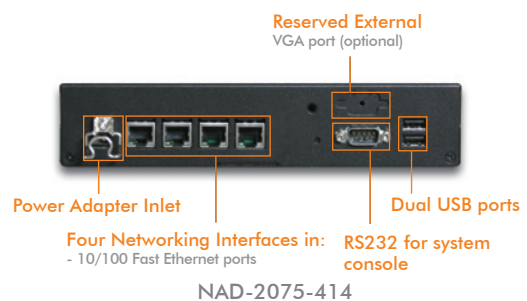 Reserved External
VGA port (optional)
Power Adapter Inlet
Dual USB ports
Four Networking Interfaces in:
- 10/100 Fast Ethernet ports
RS232 for system
console
NAD-2075-414